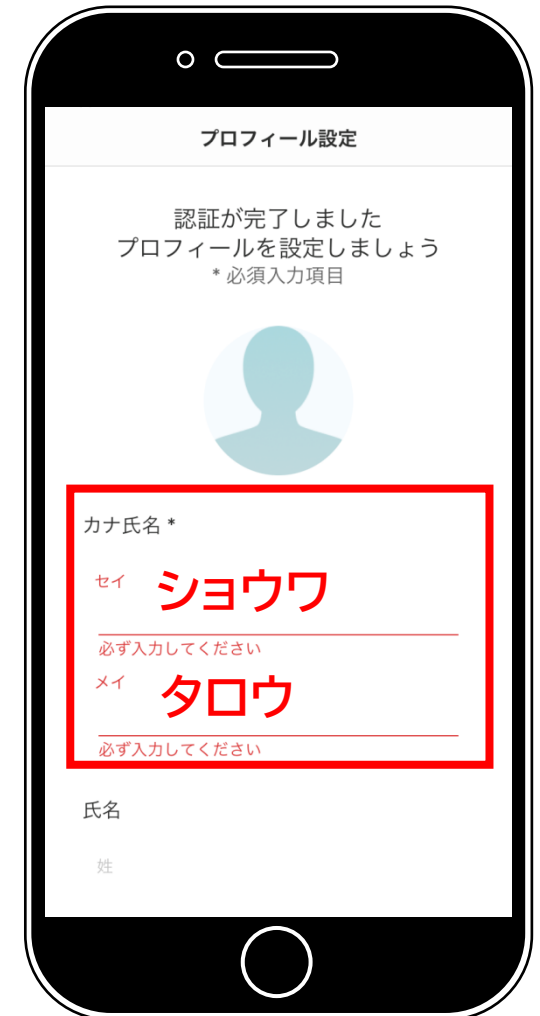 プロフィール設定
認証が完了しました
プロフィールを設定しましょう
* 必須入力項目
カナ氏名 *
セイ ショウワ
必ず入力してください
メイ タロウ
必ず入力してください
氏名
姓